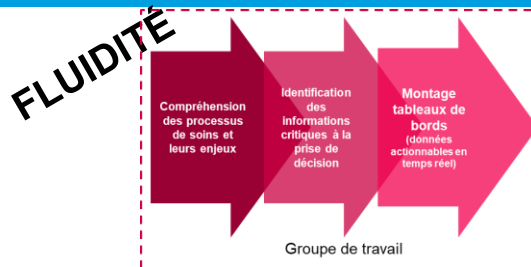 FLUIDITÉ
Compréhension
des processus
de soins et
leurs enjeux
Identification
des
informations
critiques à la
prise de
décision
Montage
tableaux de
bords
(données
actionnables en
temps réel)
Groupe de travail